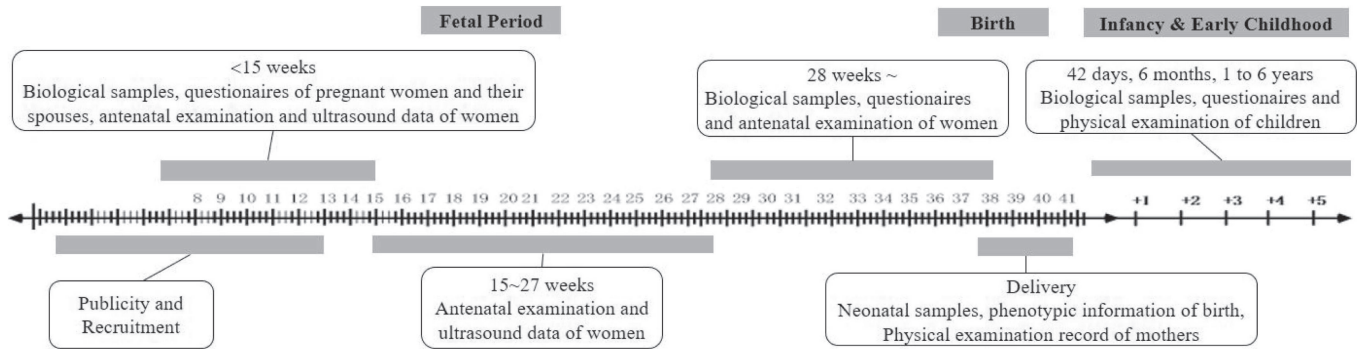 Fetal Period
Birth
Infancy & Early Childhood
<15 weeks
Biological samples, questionaires of pregnant women and their
spouses, antenatal examination and ultrasound data of women
28 weeks ~
Biological samples, questionaires
and antenatal examination of women
42 days, 6 months, 1 to 6 years
Biological samples, questionaires and
physical examination of children
8 9 10 11 12 13 14 15 16 17 18 19 20 21 22 23 24 25 26 27 28 29 30 31 32 33 34 35 36 37 38 39 40 41 +1 +2 +3 +4 +5
Publicity and
Recruitment
15~27 weeks
Antenatal examination and
ultrasound data of women
Delivery
Neonatal samples, phenotypic information of birth,
Physical examination record of mothers